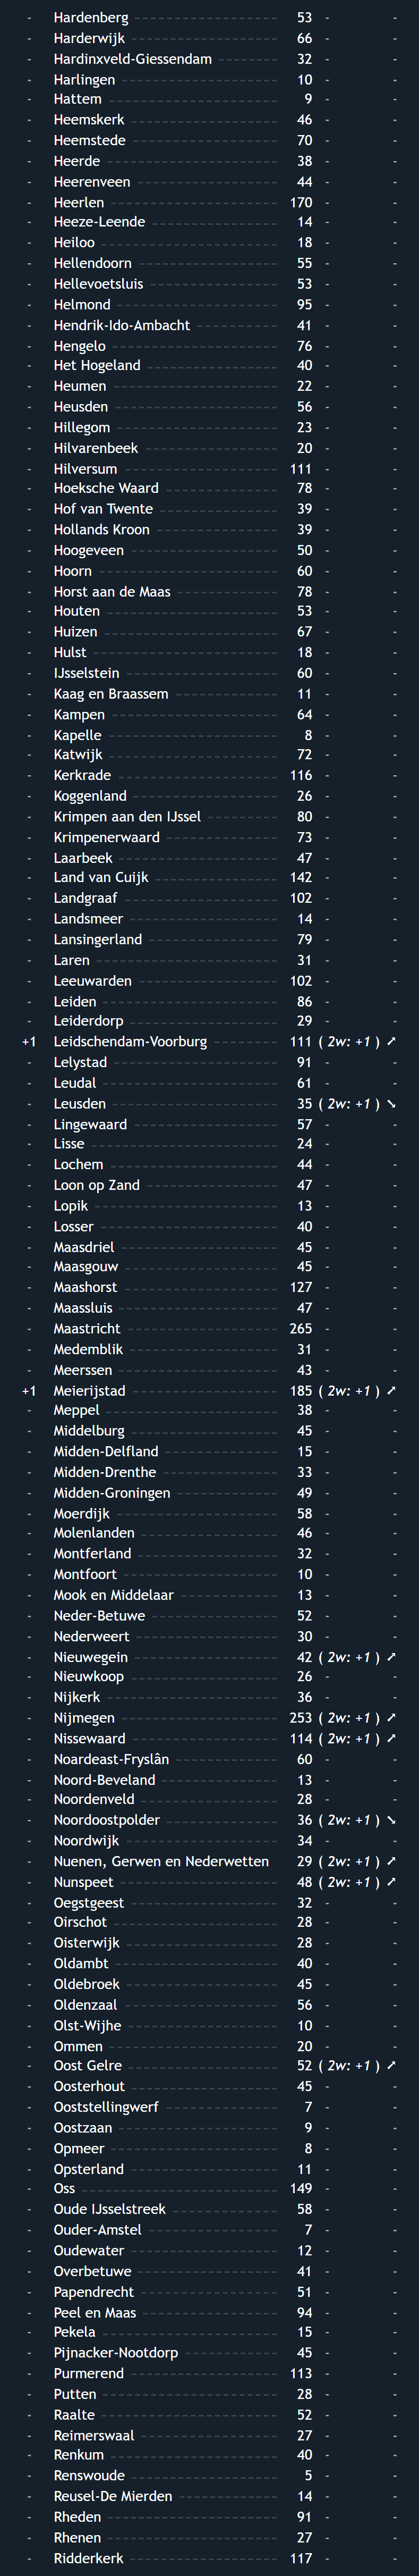 - Hardenberg 53 - -
- Harderwijk 66 - -
- Hardinxveld-Giessendam 32 - -
- Harlingen 10 - -
- Hattem 9 - -
- Heemskerk 46 - -
- Heemstede 70 - -
- Heerde 38 - -
- Heerenveen 44 - -
- Heerlen 170 - -
- Heeze-Leende 14 - -
- Heiloo 18 - -
- Hellendoorn 55 - -
- Hellevoetsluis 53 - -
- Helmond 95 - -
- Hendrik-Ido-Ambacht 41 - -
- Hengelo 76 - -
- Het Hogeland 40 - -
- Heumen 22 - -
- Heusden 56 - -
- Hillegom 23 - -
- Hilvarenbeek 20 - -
- Hilversum 111 - -
- Hoeksche Waard 78 - -
- Hof van Twente 39 - -
- Hollands Kroon 39 - -
- Hoogeveen 50 - -
- Hoorn 60 - -
- Horst aan de Maas 78 - -
- Houten 53 - -
- Huizen 67 - -
- Hulst 18 - -
- IJsselstein 60 - -
- Kaag en Braassem 11 - -
- Kampen 64 - -
- Kapelle 8 - -
- Katwijk 72 - -
- Kerkrade 116 - -
- Koggenland 26 - -
- Krimpen aan den IJssel 80 - -
- Krimpenerwaard 73 - -
- Laarbeek 47 - -
- Land van Cuijk 142 - -
- Landgraaf 102 - -
- Landsmeer 14 - -
- Lansingerland 79 - -
- Laren 31 - -
- Leeuwarden 102 - -
- Leiden 86 - -
- Leiderdorp 29 - -
+1 Leidschendam-Voorburg 111 ( 2w: +1 ) ↗
- Lelystad 91 - -
- Leudal 61 - -
- Leusden 35 ( 2w: +1 ) ↘
- Lingewaard 57 - -
- Lisse 24 - -
- Lochem 44 - -
- Loon op Zand 47 - -
- Lopik 13 - -
- Losser 40 - -
- Maasdriel 45 - -
- Maasgouw 45 - -
- Maashorst 127 - -
- Maassluis 47 - -
- Maastricht 265 - -
- Medemblik 31 - -
- Meerssen 43 - -
+1 Meierijstad 185 ( 2w: +1 ) ↗
- Meppel 38 - -
- Middelburg 45 - -
- Midden-Delfland 15 - -
- Midden-Drenthe 33 - -
- Midden-Groningen 49 - -
- Moerdijk 58 - -
- Molenlanden 46 - -
- Montferland 32 - -
- Montfoort 10 - -
- Mook en Middelaar 13 - -
- Neder-Betuwe 52 - -
- Nederweert 30 - -
- Nieuwegein 42 ( 2w: +1 ) ↗
- Nieuwkoop 26 - -
- Nijkerk 36 - -
- Nijmegen 253 ( 2w: +1 ) ↗
- Nissewaard 114 ( 2w: +1 ) ↗
- Noardeast-Fryslân 60 - -
- Noord-Beveland 13 - -
- Noordenveld 28 - -
- Noordoostpolder 36 ( 2w: +1 ) ↘
- Noordwijk 34 - -
- Nuenen, Gerwen en Nederwetten 29 ( 2w: +1 ) ↗
- Nunspeet 48 ( 2w: +1 ) ↗
- Oegstgeest 32 - -
- Oirschot 28 - -
- Oisterwijk 28 - -
- Oldambt 40 - -
- Oldebroek 45 - -
- Oldenzaal 56 - -
- Olst-Wijhe 10 - -
- Ommen 20 - -
- Oost Gelre 52 ( 2w: +1 ) ↗
- Oosterhout 45 - -
- Ooststellingwerf 7 - -
- Oostzaan 9 - -
- Opmeer 8 - -
- Opsterland 11 - -
- Oss 149 - -
- Oude IJsselstreek 58 - -
- Ouder-Amstel 7 - -
- Oudewater 12 - -
- Overbetuwe 41 - -
- Papendrecht 51 - -
- Peel en Maas 94 - -
- Pekela 15 - -
- Pijnacker-Nootdorp 45 - -
- Purmerend 113 - -
- Putten 28 - -
- Raalte 52 - -
- Reimerswaal 27 - -
- Renkum 40 - -
- Renswoude 5 - -
- Reusel-De Mierden 14 - -
- Rheden 91 - -
- Rhenen 27 - -
- Ridderkerk 117 - -